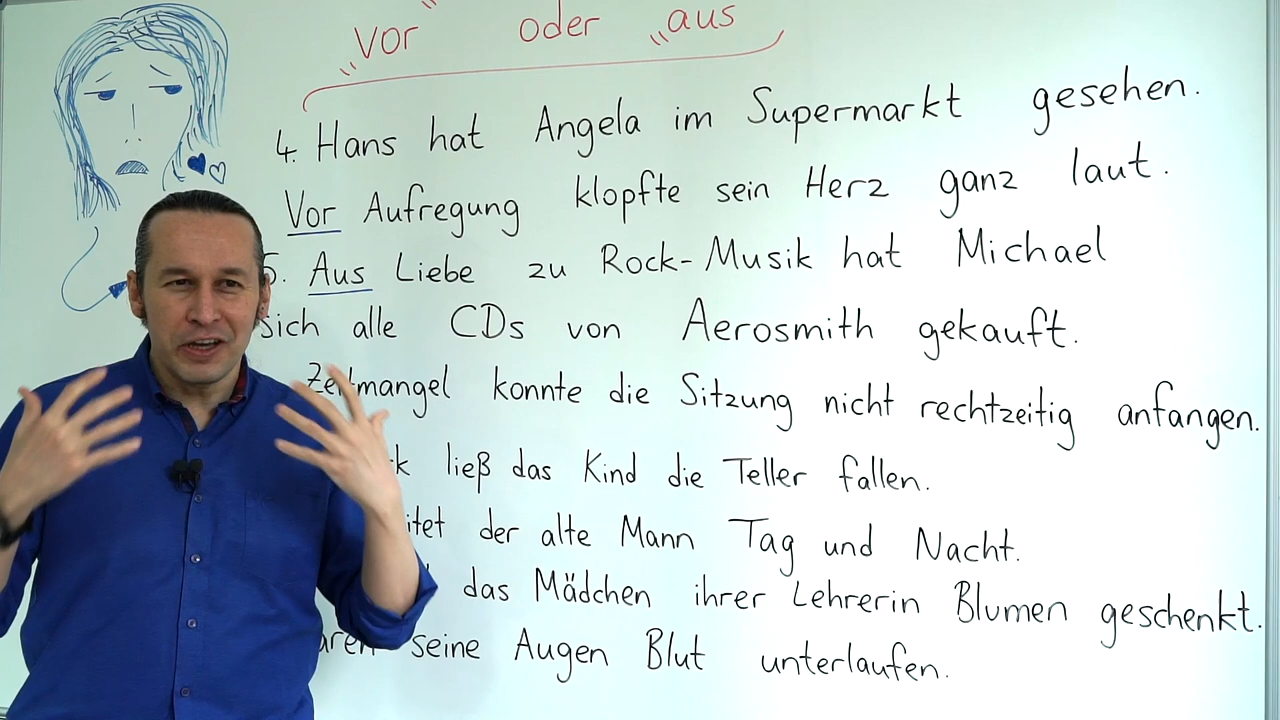 „Vor“ oder „aus
4. Hans hat Angela im Supermarkt gesehen.
Vor Aufregung klopfte sein Herz ganz laut.
5. Aus Liebe zu Rock-Musik hat Michael
sich alle CDs von Aerosmith gekauft.
Zeitmangel konnte die Sitzung nicht rechtzeitig anfangen.
ließ das Kind die Teller fallen.
der alte Mann Tag und Nacht.
das Mädchen ihrer Lehrerin Blumen geschenkt.
seine Augen Blut unterlaufen.